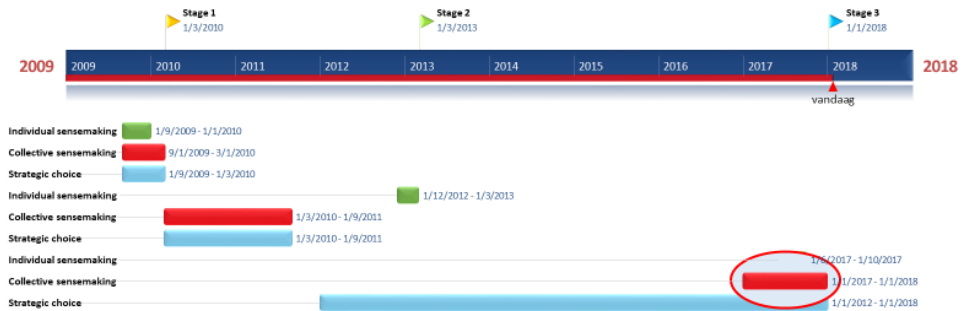 Stage 1
1/3/2010
Stage 2
1/3/2013
Stage 3
1/1/2018
2009
2009 2010 2011 2012 2013 2014 2015 2016 2017 2018
2018
vandaag
Individual sensemaking 1/9/2009 - 1/1/2010
Collective sensemaking 9/1/2009 - 3/1/2010
Strategic choice 1/9/2009 - 1/3/2010
Individual sensemaking 1/12/2012 - 1/3/2013
Collective sensemaking 1/3/2010 - 1/9/2011
Strategic choice 1/3/2010 - 1/9/2011
Individual sensemaking 1/6/2017 - 1/10/2017
Collective sensemaking 1/1/2017 - 1/1/2018
Strategic choice 1/1/2012 - 1/1/2018